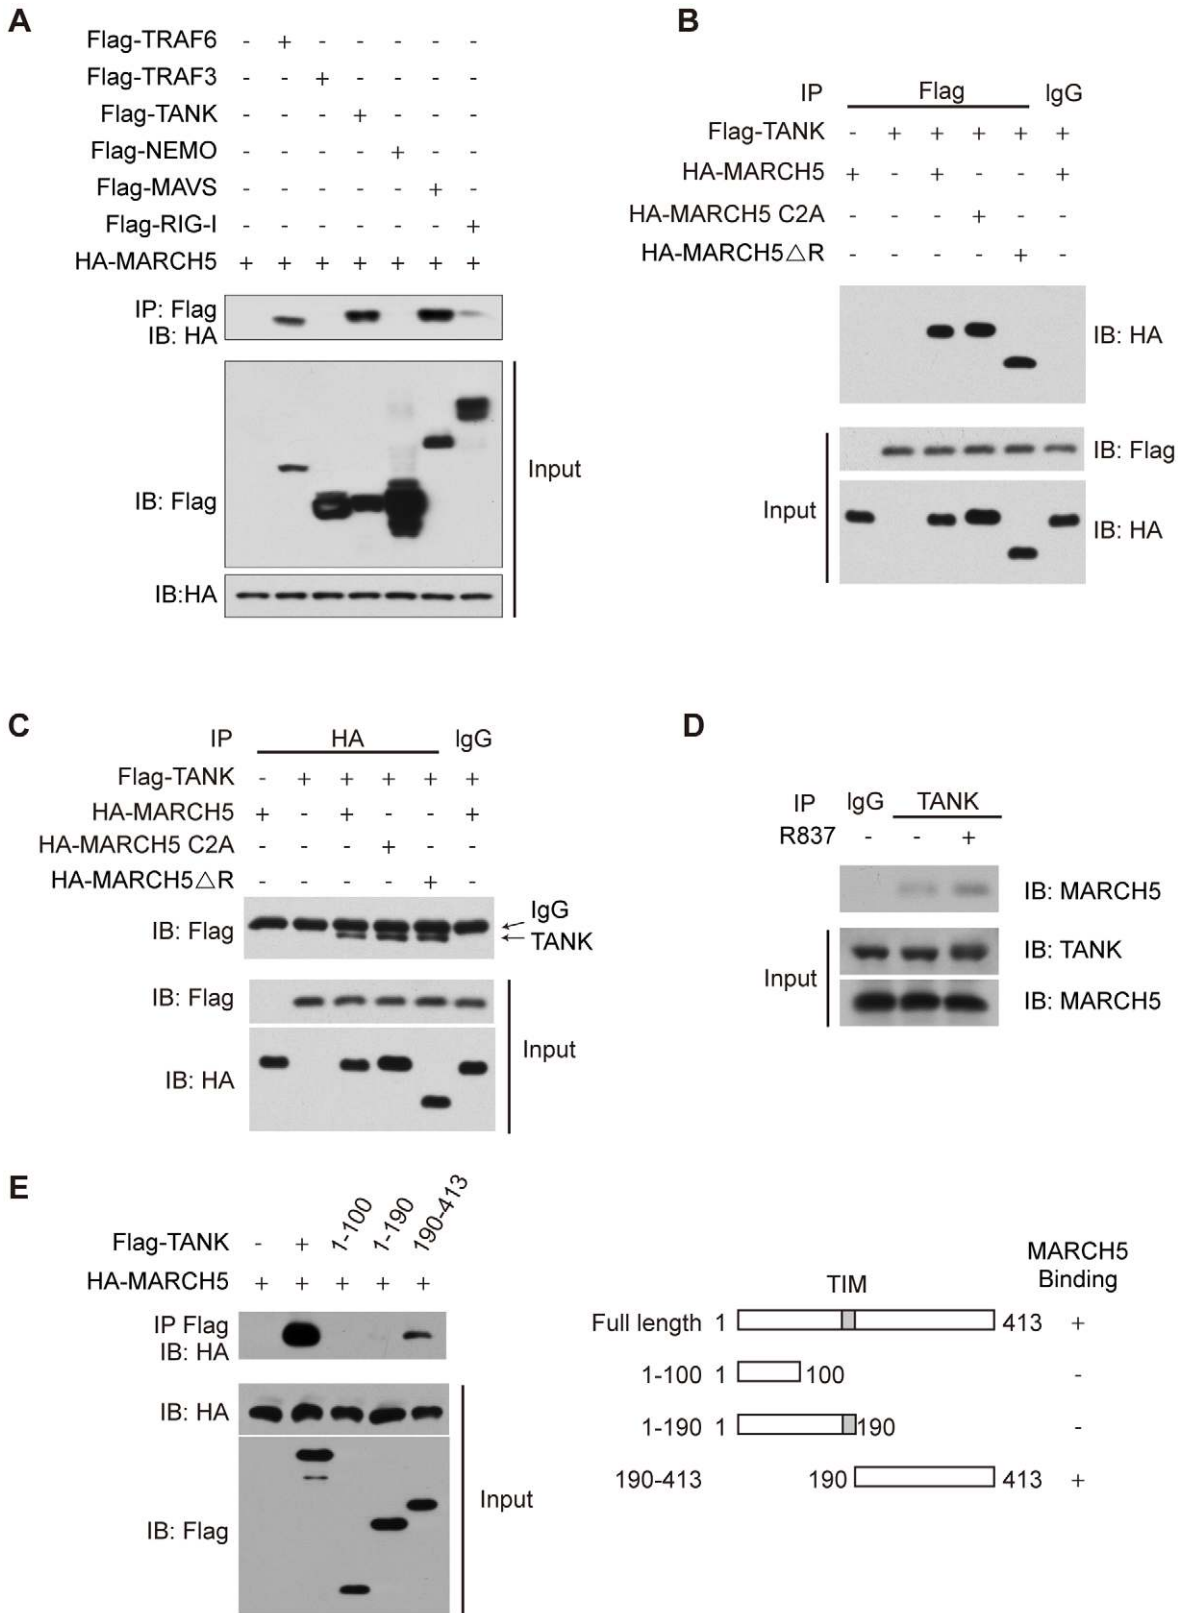 A
Flag-TRAF6 - + - - - - -
Flag-TRAF3 - - + - - - -
Flag-TANK - - - + - - -
Flag-NEMO - - - - + - -
Flag-MAVS - - - - - + -
Flag-RIG-I - - - - - - +
HA-MARCH5 + + + + + + +
IP: Flag
IB: HA
IB: Flag
Input
IB:HA
B
IP Flag IgG
Flag-TANK - + + + + +
HA-MARCH5 + - + - - +
HA-MARCH5 C2A - - - + - -
HA-MARCH5△R - - - - + -
IB: HA
IB: Flag
Input
IB: HA
C
IP HA IgG
Flag-TANK - + + + + +
HA-MARCH5 + - + - - +
HA-MARCH5 C2A - - - + - -
HA-MARCH5△R - - - - + -
IB: Flag
IgG
TANK
IB: Flag
Input
IB: HA
D
IP IgG TANK
R837 - - +
IB: MARCH5
IB: TANK
Input
IB: MARCH5
E
Flag-TANK - + 1-100 1-190 190-413
HA-MARCH5 + + + + +
IP Flag
IB: HA
IB: HA
Input
IB: Flag
MARCH5
Binding
TIM
Full length 1 413 +
1-100 1 100 -
1-190 1 190 -
190-413 190 413 +